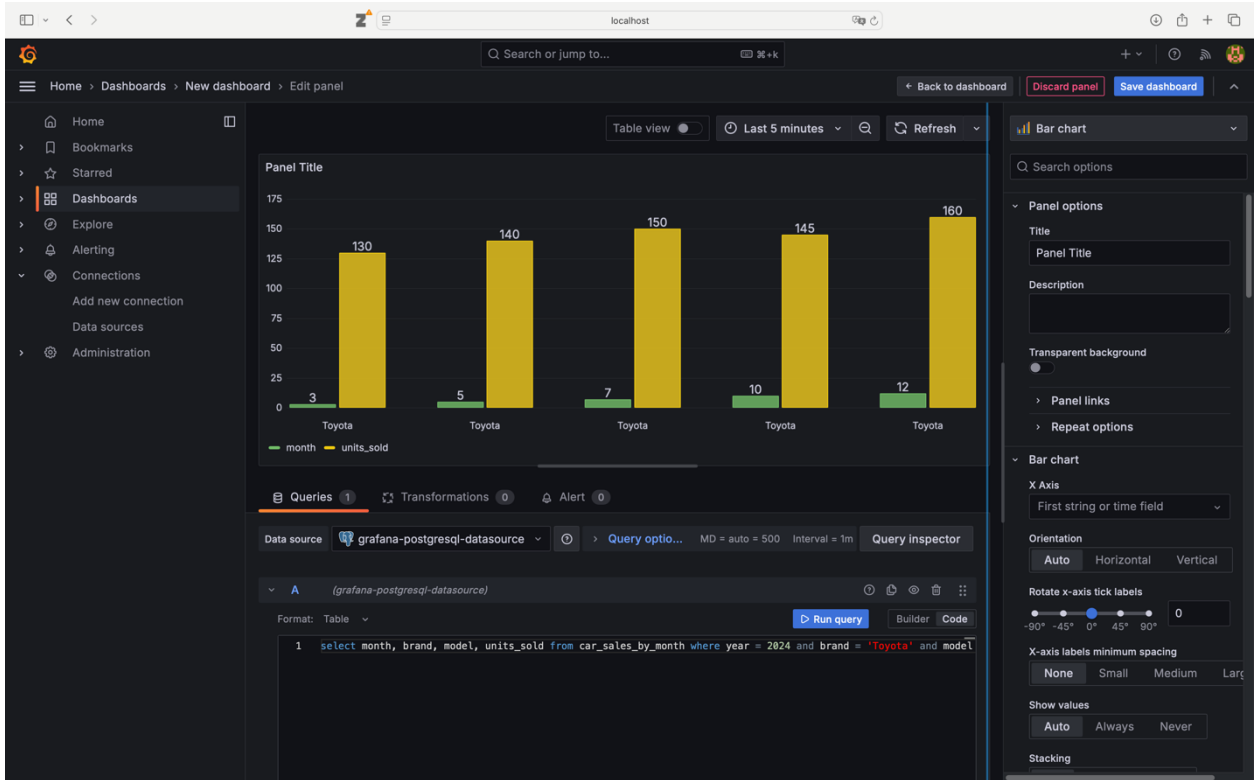 localhost
Search or jump to...
⌘+k
Home › Dashboards › New dashboard › Edit panel
Back to dashboard
Discard panel
Save dashboard
Home
Bookmarks
Starred
Dashboards
Explore
Alerting
Connections
Add new connection
Data sources
Administration
Table view
Last 5 minutes
Refresh
Panel Title
175
150
125
100
75
50
25
0
3
130
5
140
7
150
10
145
12
160
Toyota
Toyota
Toyota
Toyota
Toyota
month
units_sold
Queries 1
Transformations 0
Alert 0
Data source
grafana-postgresql-datasource
Query optio...
MD = auto = 500
Interval = 1m
Query inspector
A
(grafana-postgresql-datasource)
Format: Table
Run query
Builder
Code
1 select month, brand, model, units_sold from car_sales_by_month where year = 2024 and brand = 'Toyota' and model
Bar chart
Search options
Panel options
Title
Panel Title
Description
Transparent background
Panel links
Repeat options
Bar chart
X Axis
First string or time field
Orientation
Auto Horizontal Vertical
Rotate x-axis tick labels
-90° -45° 0° 45° 90°
0
X-axis labels minimum spacing
None Small Medium
Show values
Auto Always Never
Stacking